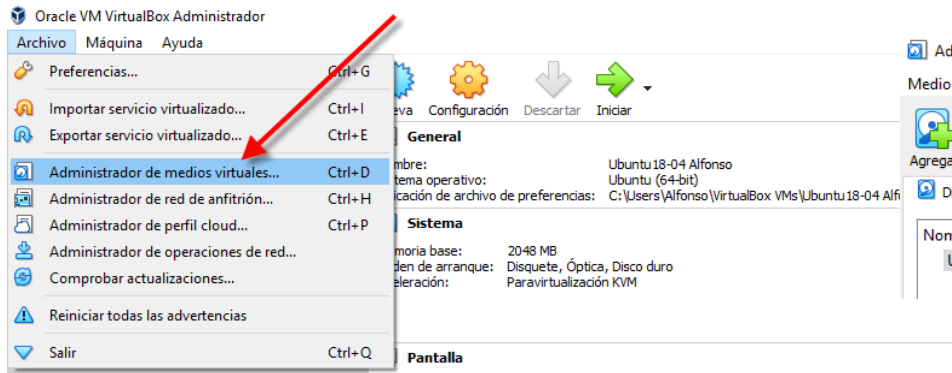 Oracle VM VirtualBox Administrador
Archivo Máquina Ayuda
Preferencias... Ctrl+G
Importar servicio virtualizado... Ctrl+I
Exportar servicio virtualizado... Ctrl+E
Administrador de medios virtuales... Ctrl+D
Administrador de red de anfitrión... Ctrl+H
Administrador de perfil cloud... Ctrl+P
Administrador de operaciones de red...
Comprobar actualizaciones...
Reiniciar todas las advertencias
Salir Ctrl+Q
eva Configuración Descartar Iniciar
General
mbre: Ubuntu18-04 Alfonso
tema operativo: Ubuntu (64-bit)
icación de archivo de preferencias: C:\Users\Alfonso\VirtualBox VMs\Ubuntu18-04 Alf
Sistema
moria base: 2048 MB
den de arranque: Disquete, Óptica, Disco duro
eleración: Paravirtualización KVM
Pantalla
Ad
Medio
Agrega
D
Nom